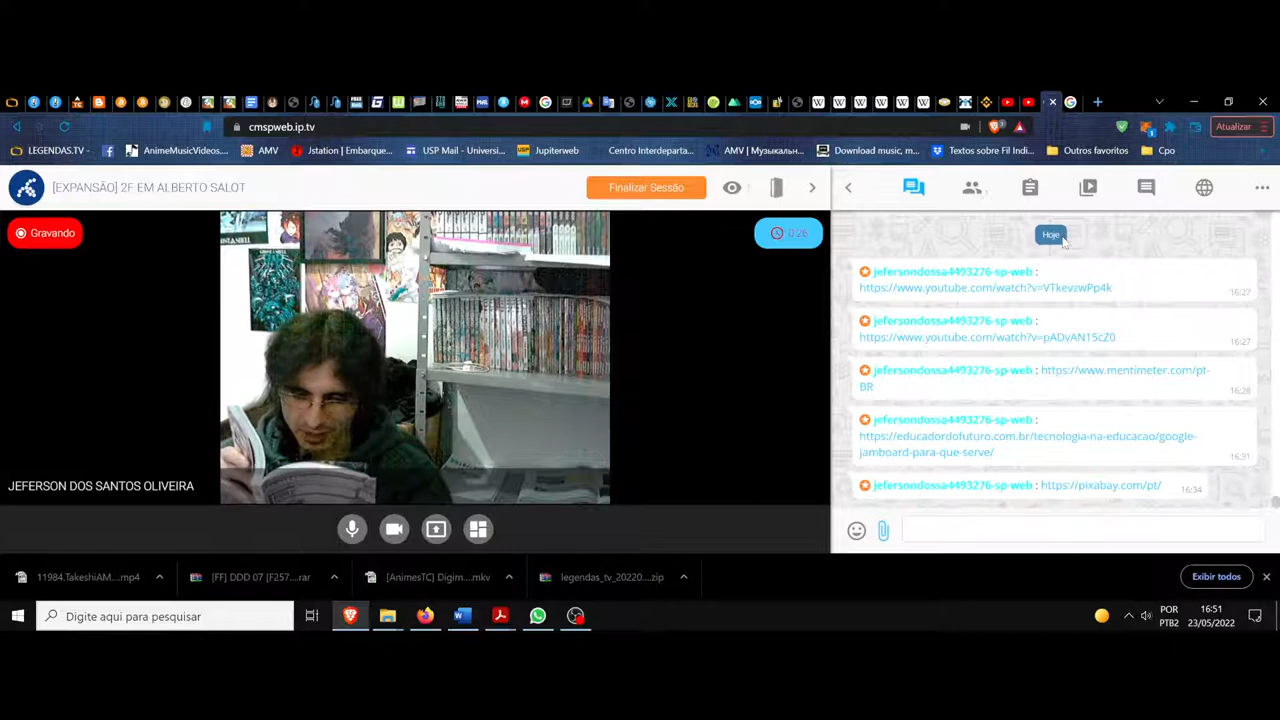 cmspweb.ip.tv
Atualizar
LEGENDAS.TV -
AnimeMusicVideos...
AMV
Jstation | Embarque...
USP Mail - Universi...
Jupiterweb
Centro Interdeparta...
AMV | Музыкальн...
Download music, m...
Textos sobre Fil Indi...
Outros favoritos
Cpo
[EXPANSÃO] 2F EM ALBERTO SALOT
Finalizar Sessão
1
1
Gravando
0:26
JEFERSON DOS SANTOS OLIVEIRA
Hoje
jefersondossa4493276-sp-web :
https://www.youtube.com/watch?v=VTkevzwPp4k
16:27
jefersondossa4493276-sp-web :
https://www.youtube.com/watch?v=pADyAN15cZ0
16:27
jefersondossa4493276-sp-web : https://www.mentimeter.com/pt-
BR
16:28
jefersondossa4493276-sp-web :
https://educadordofuturo.com.br/tecnologia-na-educacao/google-
jamboard-para-que-serve/
16:31
jefersondossa4493276-sp-web : https://pixabay.com/pt/
16:34
11984.TakeshiAM....mp4
[FF] DDD 07 [F257....rar
[AnimesTC] Digim...mkv
legendas_tv_20220...zip
Exibir todos
Digite aqui para pesquisar
POR
PTB2
16:51
23/05/2022